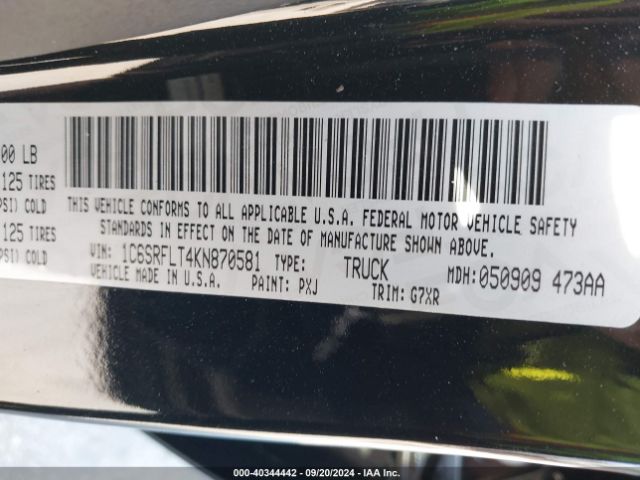 00 LB
125 TIRES
PSI) COLD
125 TIRES
PSI) COLD
THIS VEHICLE CONFORMS TO ALL APPLICABLE U.S.A. FEDERAL MOTOR VEHICLE SAFETY
STANDARDS IN EFFECT ON THE DATE OF MANUFACTURE SHOWN ABOVE.
VIN: 1C6SRFLT4KN870581 TYPE: TRUCK MDH:050909 473AA
VEHICLE MADE IN U.S.A. PAINT: PXJ TRIM: G7XR
000-40344442 - 09/20/2024 - IAA Inc.